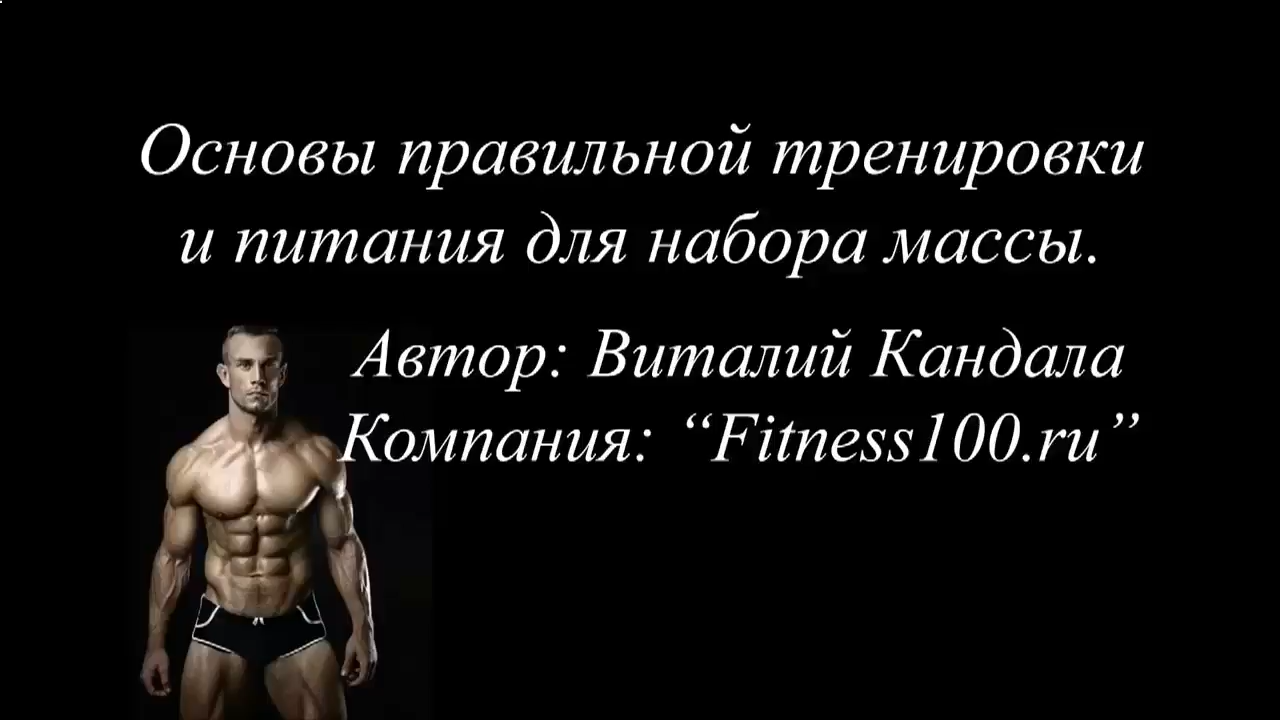 Основы правильной тренировки
и питания для набора массы.
Автор: Виталий Кандала
Компания: “Fitness100.ru”